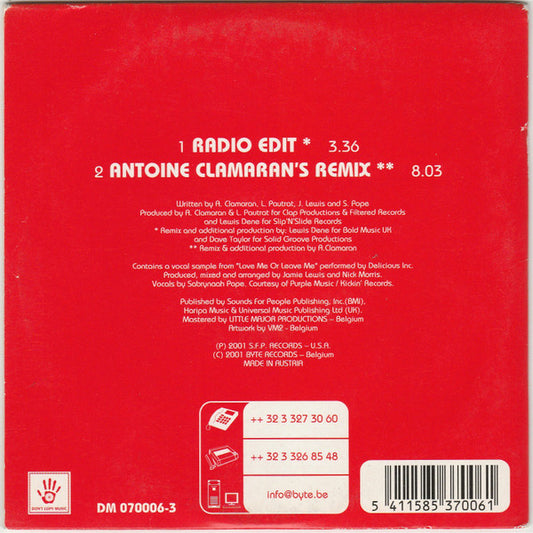 1 RADIO EDIT * 3.36
2 ANTOINE CLAMARAN'S REMIX ** 8.03
Written by A. Clamaran, L. Pautrat, J. Lewis and S. Pope
Produced by A. Clamaran & L. Pautrat for Clap Productions & Filtered Records
and Lewis Dene for Slip'N'Slide Records
* Remix and additional production by: Lewis Dene for Bold Music UK
and Dave Taylor for Solid Groove Productions
** Remix & additional production by A.Clamaran
Contains a vocal sample from "Love Me Or Leave Me" performed by Delicious Inc.
Produced, mixed and arranged by Jamie Lewis and Nick Morris.
Vocals by Sabrynaah Pope. Courtesy of Purple Music / Kickin' Records.
Published by Sounds For People Publishing, Inc.(BMI),
Haripa Music & Universal Music Publishing Ltd (UK).
Mastered by LITTLE MAJOR PRODUCTIONS – Belgium
Artwork by VM2 - Belgium
(P) 2001 S.F.P. RECORDS – U.S.A.
(C) 2001 BYTE RECORDS – Belgium
MADE IN AUSTRIA
++ 32 3 327 30 60
++ 32 3 326 85 48
info@byte.be
DON'T COPY MUSIC
DM 070006-3
5 411585 370061